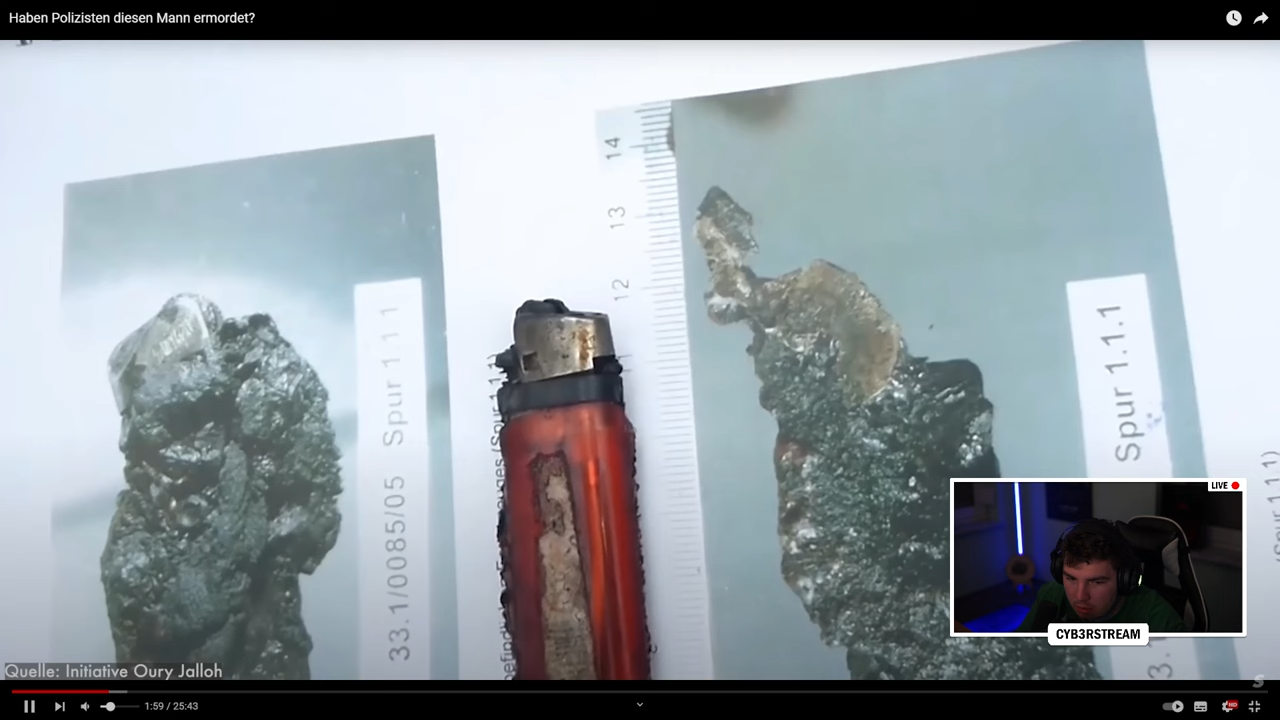 Haben Polizisten diesen Mann ermordet?
14
13
12
33.1/0085/05 Spur 1 1 1
Spur 1.1.1
LIVE
CYB3RSTREAM
Quelle: Initiative Oury Jalloh
1:59 / 25:43
HD